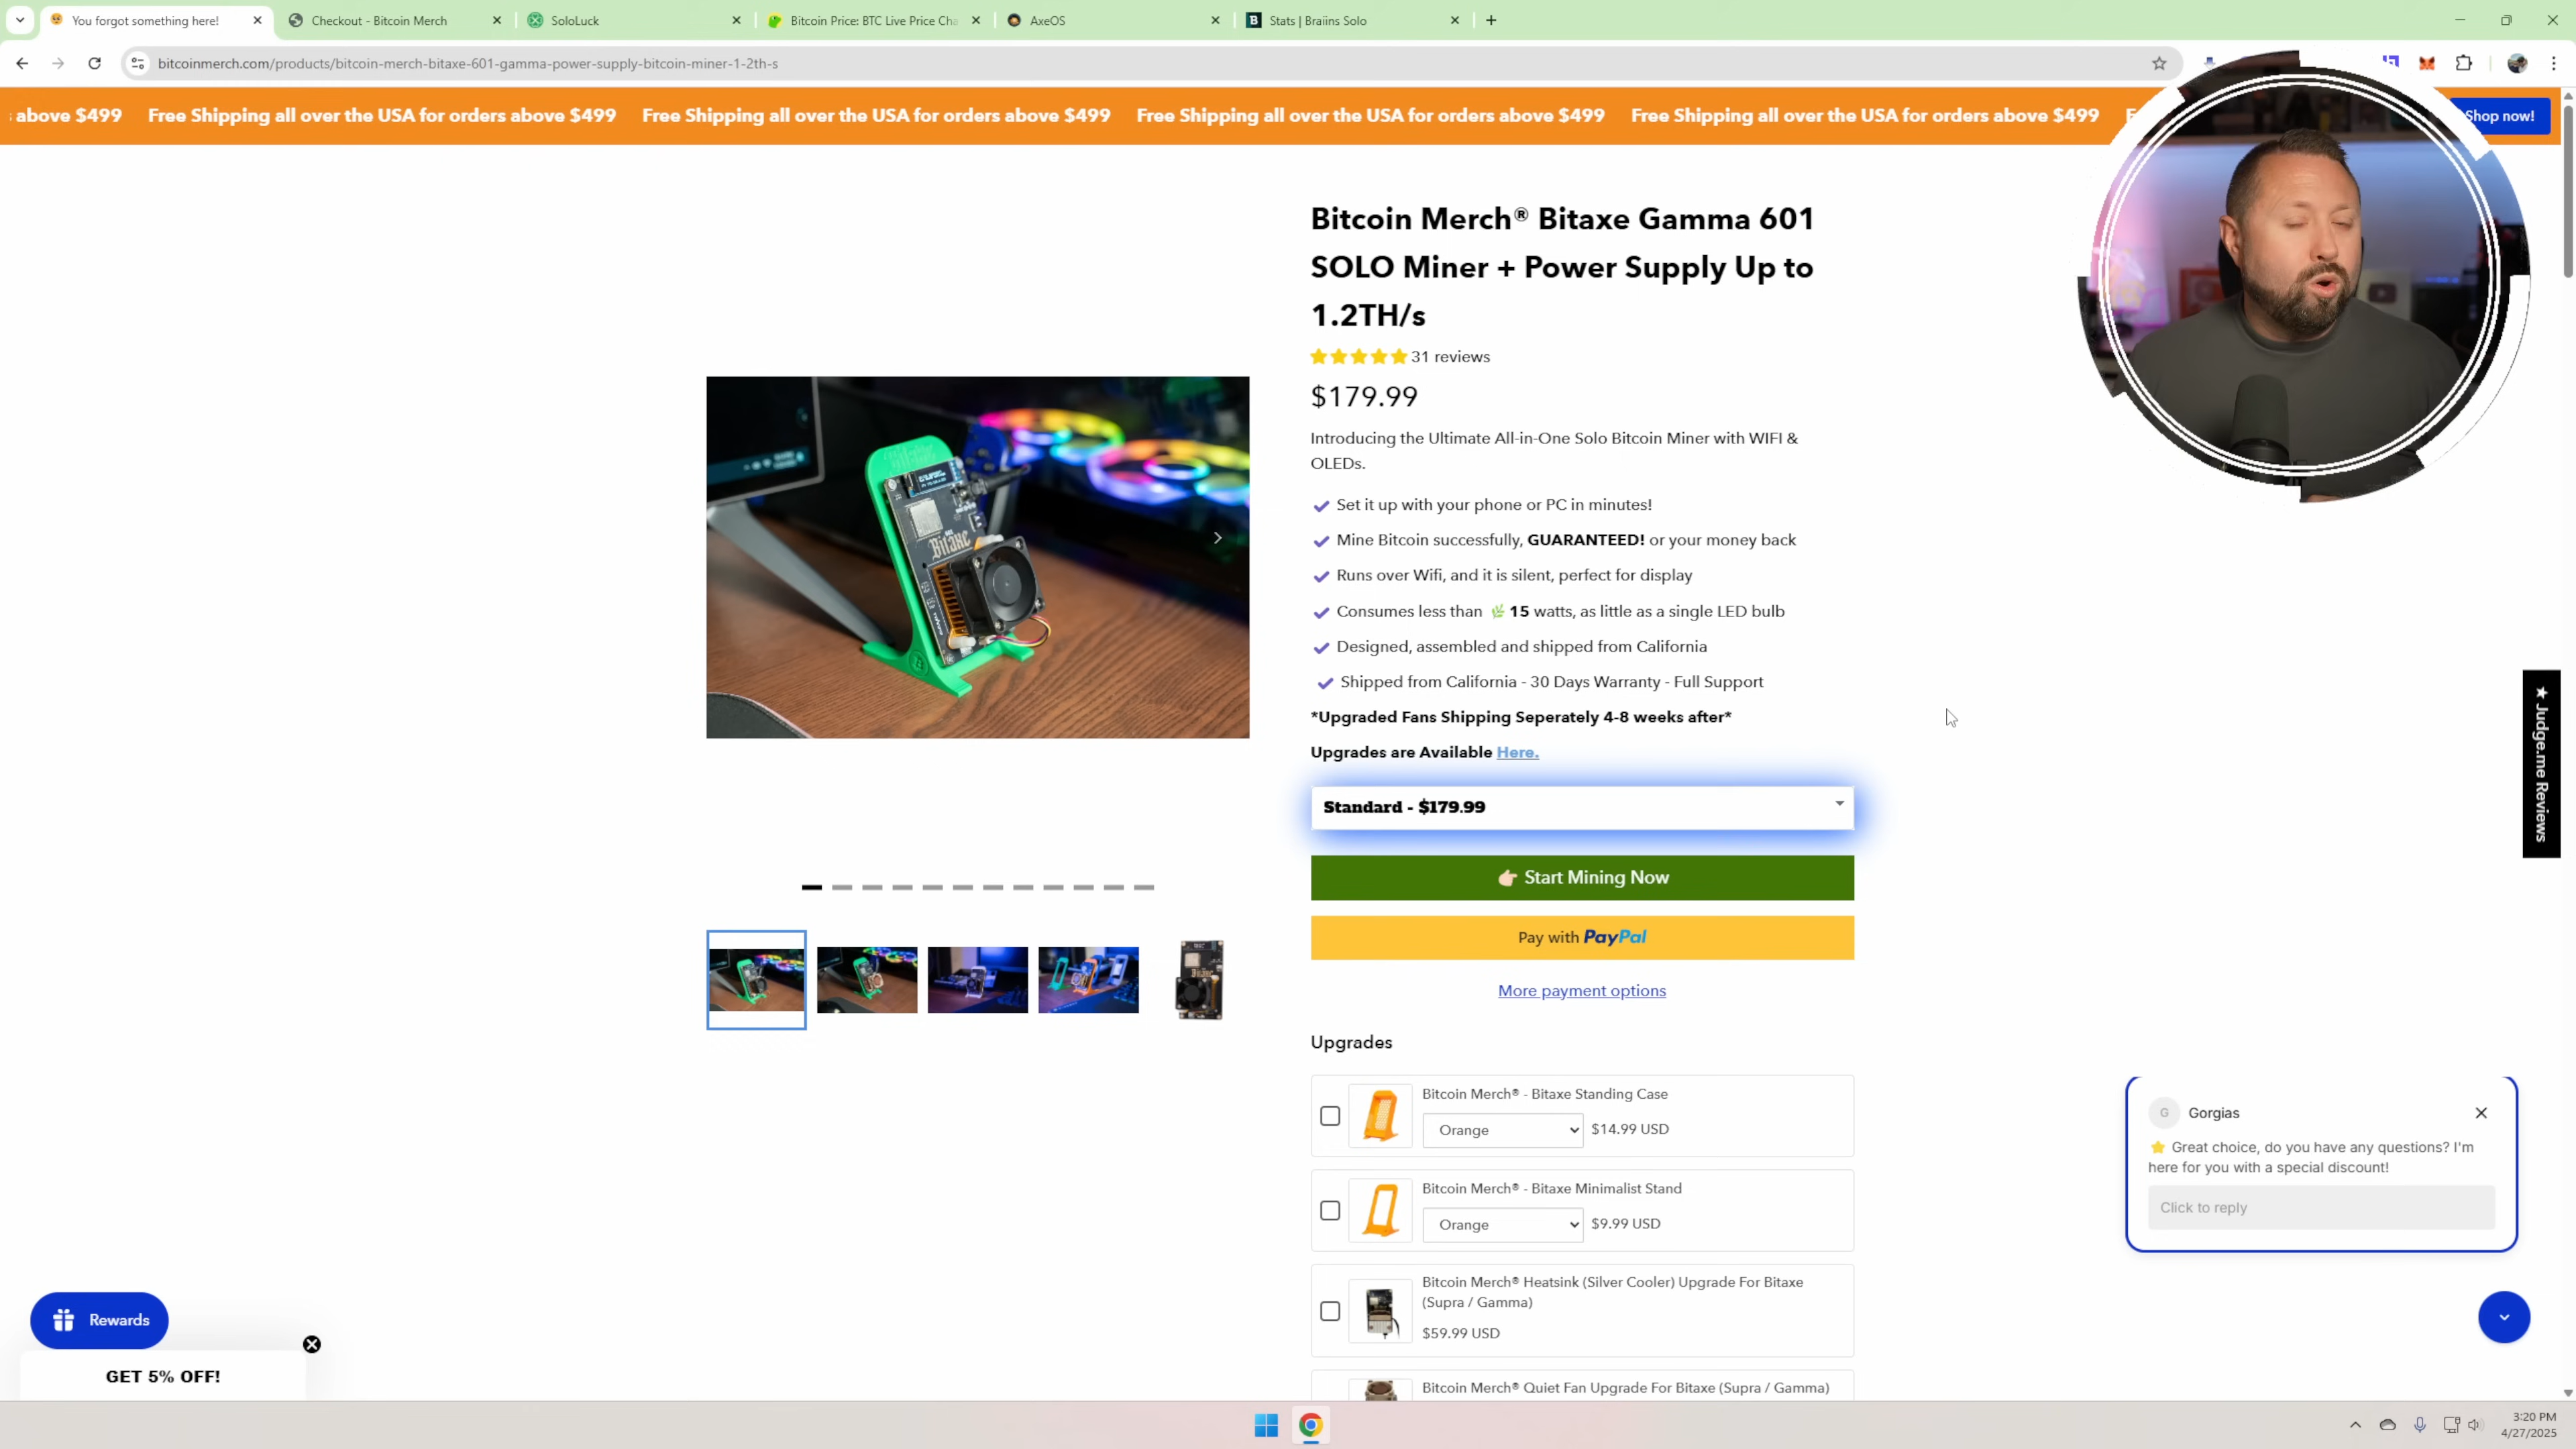 You forgot something here!
Checkout - Bitcoin Merch
SoloLuck
Bitcoin Price: BTC Live Price Cha
AxeOS
Stats | Braiins Solo
bitcoinmerch.com/products/bitcoin-merch-bitaxe-601-gamma-power-supply-bitcoin-miner-1-2th-s
above $499 Free Shipping all over the USA for orders above $499 Free Shipping all over the USA for orders above $499 Free Shipping all over the USA for orders above $499 Free Shipping all over the USA for orders above $499
Shop now!
Bitcoin Merch® Bitaxe Gamma 601
SOLO Miner + Power Supply Up to
1.2TH/s
31 reviews
$179.99
Introducing the Ultimate All-in-One Solo Bitcoin Miner with WIFI &
OLEDs.
Set it up with your phone or PC in minutes!
Mine Bitcoin successfully, GUARANTEED! or your money back
Runs over Wifi, and it is silent, perfect for display
Consumes less than 15 watts, as little as a single LED bulb
Designed, assembled and shipped from California
Shipped from California - 30 Days Warranty - Full Support
*Upgraded Fans Shipping Seperately 4-8 weeks after*
Upgrades are Available Here.
Standard - $179.99
Start Mining Now
Pay with PayPal
More payment options
Upgrades
Bitcoin Merch® - Bitaxe Standing Case
Orange
$14.99 USD
Bitcoin Merch® - Bitaxe Minimalist Stand
Orange
$9.99 USD
Bitcoin Merch® Heatsink (Silver Cooler) Upgrade For Bitaxe
(Supra / Gamma)
$59.99 USD
Bitcoin Merch® Quiet Fan Upgrade For Bitaxe (Supra / Gamma)
Bitaxe
★ Judge.me Reviews
G
Gorgias
Great choice, do you have any questions? I'm
here for you with a special discount!
Click to reply
Rewards
GET 5% OFF!
3:20 PM
4/27/2025